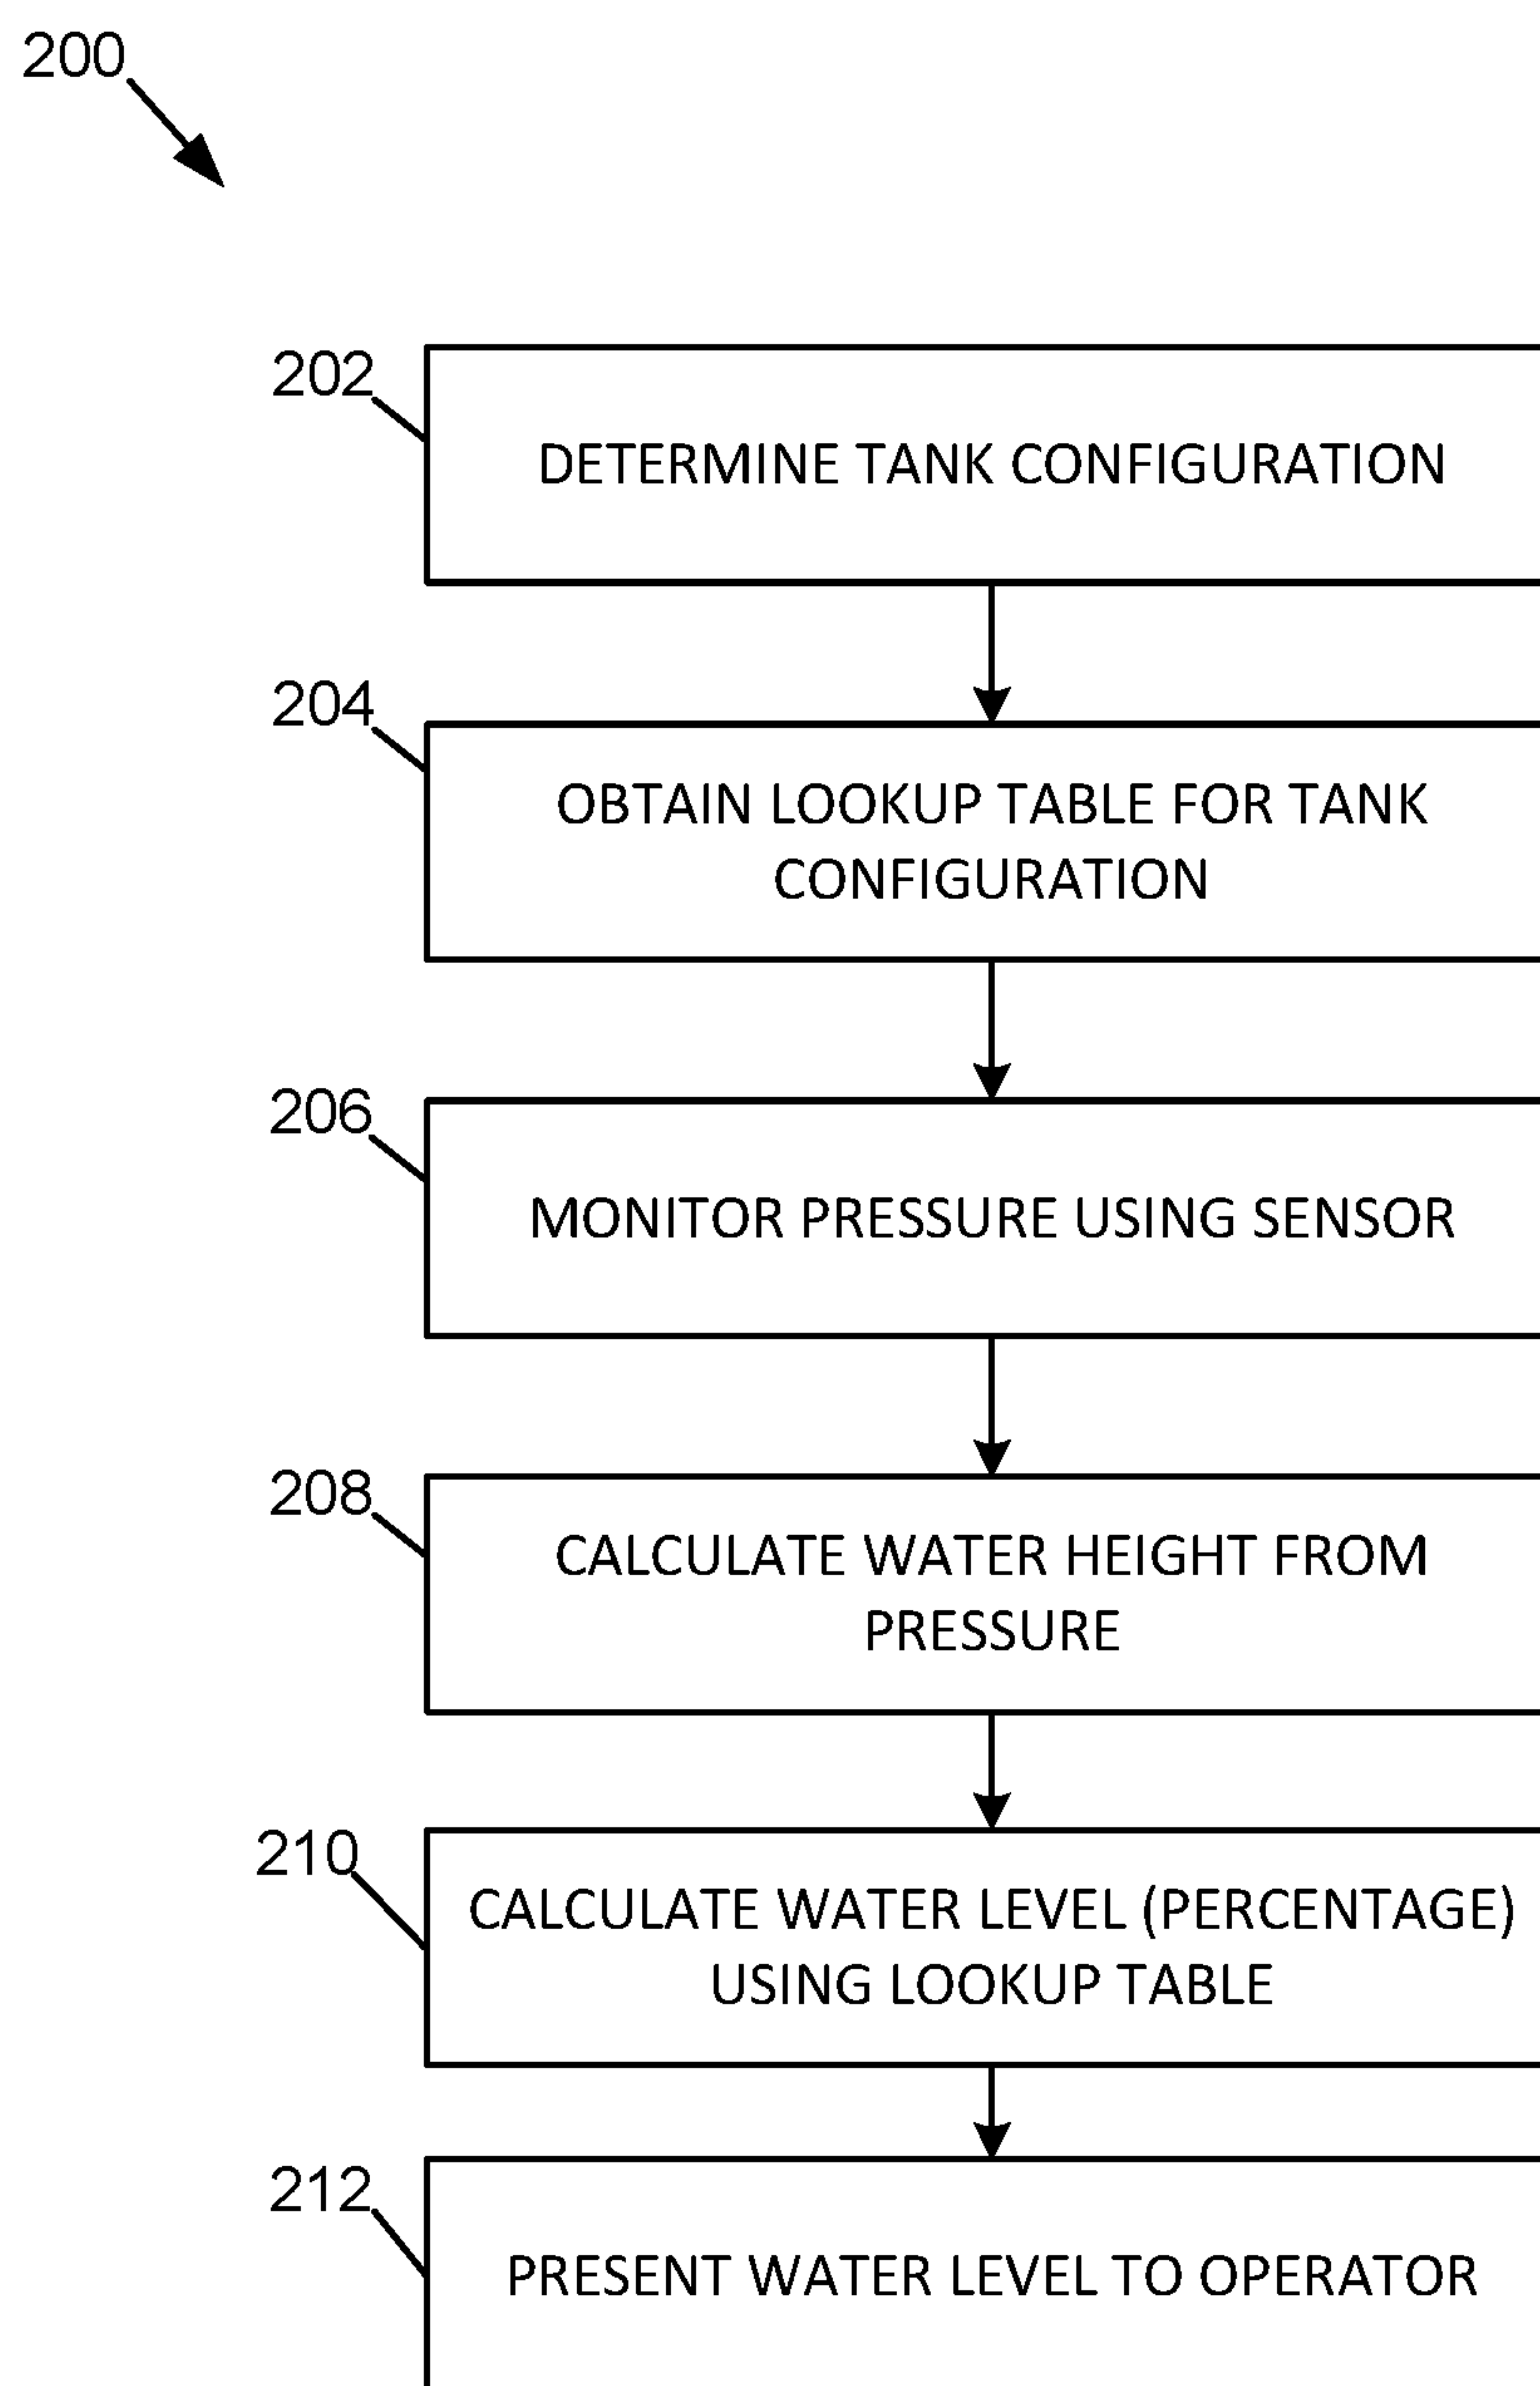 200
202
DETERMINE TANK CONFIGURATION
204
OBTAIN LOOKUP TABLE FOR TANK
CONFIGURATION
206
MONITOR PRESSURE USING SENSOR
208
CALCULATE WATER HEIGHT FROM
PRESSURE
210
CALCULATE WATER LEVEL (PERCENTAGE)
USING LOOKUP TABLE
212
PRESENT WATER LEVEL TO OPERATOR